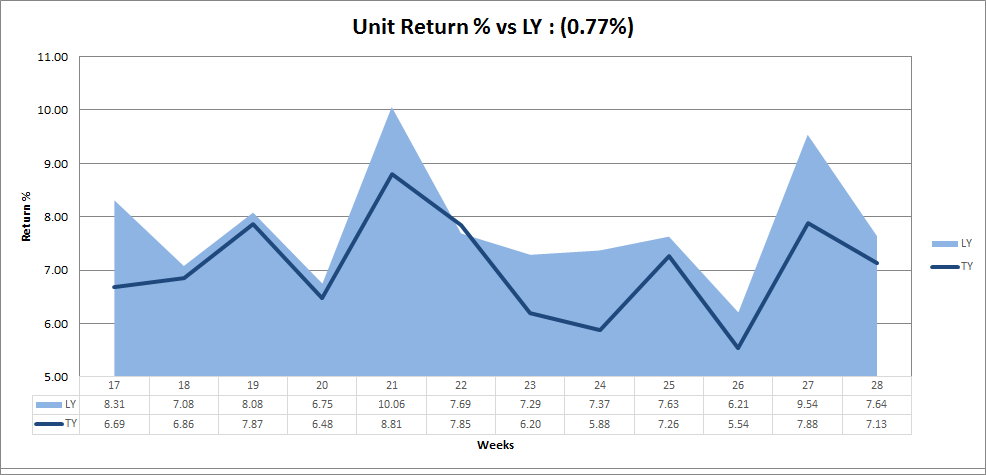 Unit Return % vs LY : (0.77%)
11.00
10.00
9.00
8.00
7.00
6.00
5.00
Return %
17 18 19 20 21 22 23 24 25 26 27 28
LY 8.31 7.08 8.08 6.75 10.06 7.69 7.29 7.37 7.63 6.21 9.54 7.64
TY 6.69 6.86 7.87 6.48 8.81 7.85 6.20 5.88 7.26 5.54 7.88 7.13
Weeks
LY
TY